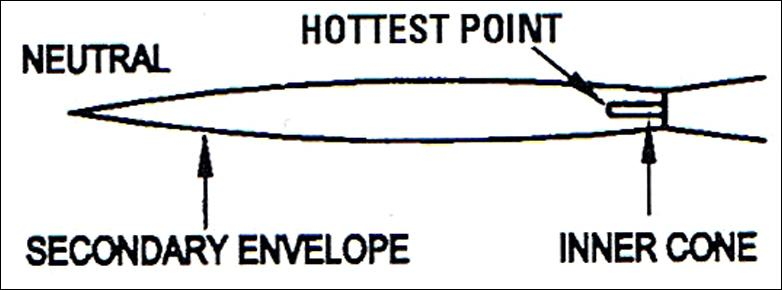 HOTTEST POINT
NEUTRAL
SECONDARY ENVELOPE
INNER CONE